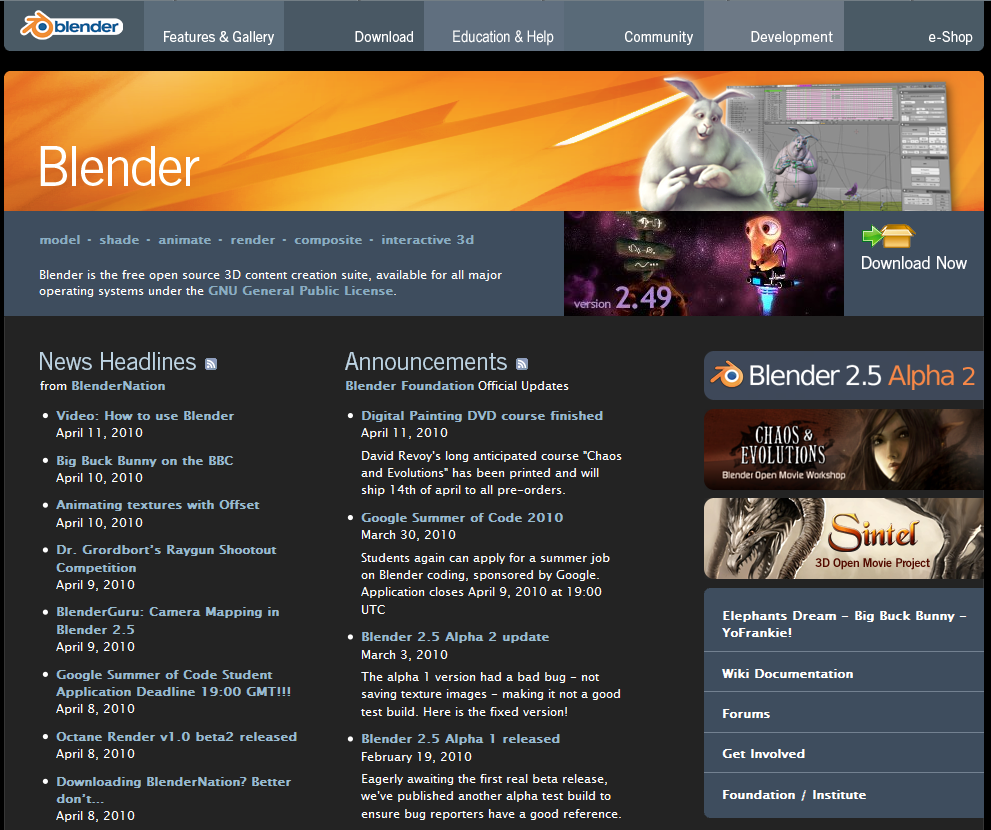 blender
Features & Gallery
Download
Education & Help
Community
Development
e-Shop
Blender
model · shade · animate · render · composite · interactive 3d
Blender is the free open source 3D content creation suite, available for all major
operating systems under the GNU General Public License.
version 2.49
Download Now
News Headlines
from BlenderNation
Video: How to use Blender
April 11, 2010
Big Buck Bunny on the BBC
April 10, 2010
Animating textures with Offset
April 10, 2010
Dr. Grordbort's Raygun Shootout
Competition
April 9, 2010
BlenderGuru: Camera Mapping in
Blender 2.5
April 9, 2010
Google Summer of Code Student
Application Deadline 19:00 GMT!!!
April 8, 2010
Octane Render v1.0 beta2 released
April 8, 2010
Downloading BlenderNation? Better
don't...
April 8, 2010
Announcements
Blender Foundation Official Updates
Digital Painting DVD course finished
April 11, 2010
David Revoy's long anticipated course "Chaos
and Evolutions" has been printed and will
ship 14th of april to all pre-orders.
Google Summer of Code 2010
March 30, 2010
Students again can apply for a summer job
on Blender coding, sponsored by Google.
Application closes April 9, 2010 at 19:00
UTC
Blender 2.5 Alpha 2 update
March 3, 2010
The alpha 1 version had a bad bug - not
saving texture images - making it not a good
test build. Here is the fixed version!
Blender 2.5 Alpha 1 released
February 19, 2010
Eagerly awaiting the first real beta release,
we've published another alpha test build to
ensure bug reporters have a good reference.
Blender 2.5 Alpha 2
CHAOS &
EVOLUTIONS
Blender Open Movie Workshop
Sintel
3D Open Movie Project
Elephants Dream - Big Buck Bunny -
YoFrankie!
Wiki Documentation
Forums
Get Involved
Foundation / Institute